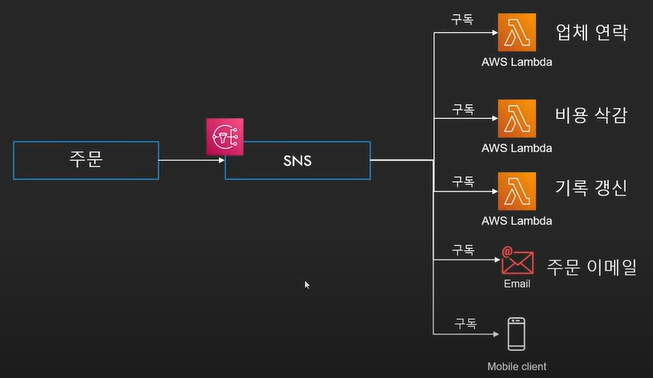 구독
업체 연락
AWS Lambda
구독
비용 삭감
AWS Lambda
주문
SNS
구독
기록 갱신
AWS Lambda
구독
@
주문 이메일
Email
구독
Mobile client